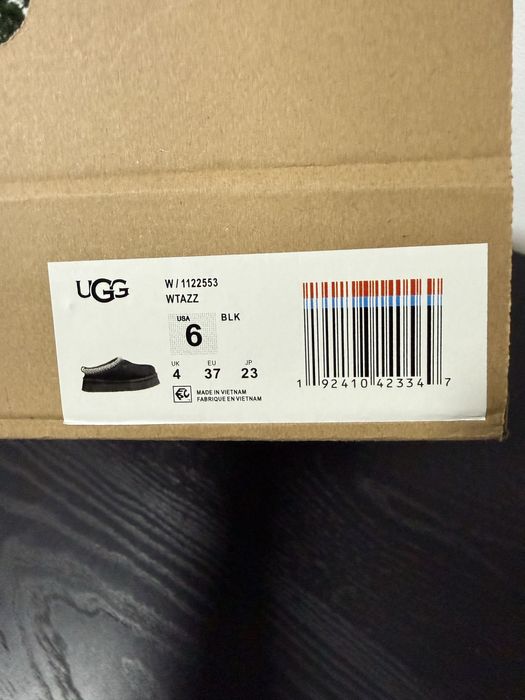 UGG
W / 1122553
WTAZZ
USA
6
BLK
UK EU JP
4 37 23
MADE IN VIETNAM
FABRIQUE EN VIETNAM
1 92410 42334 7